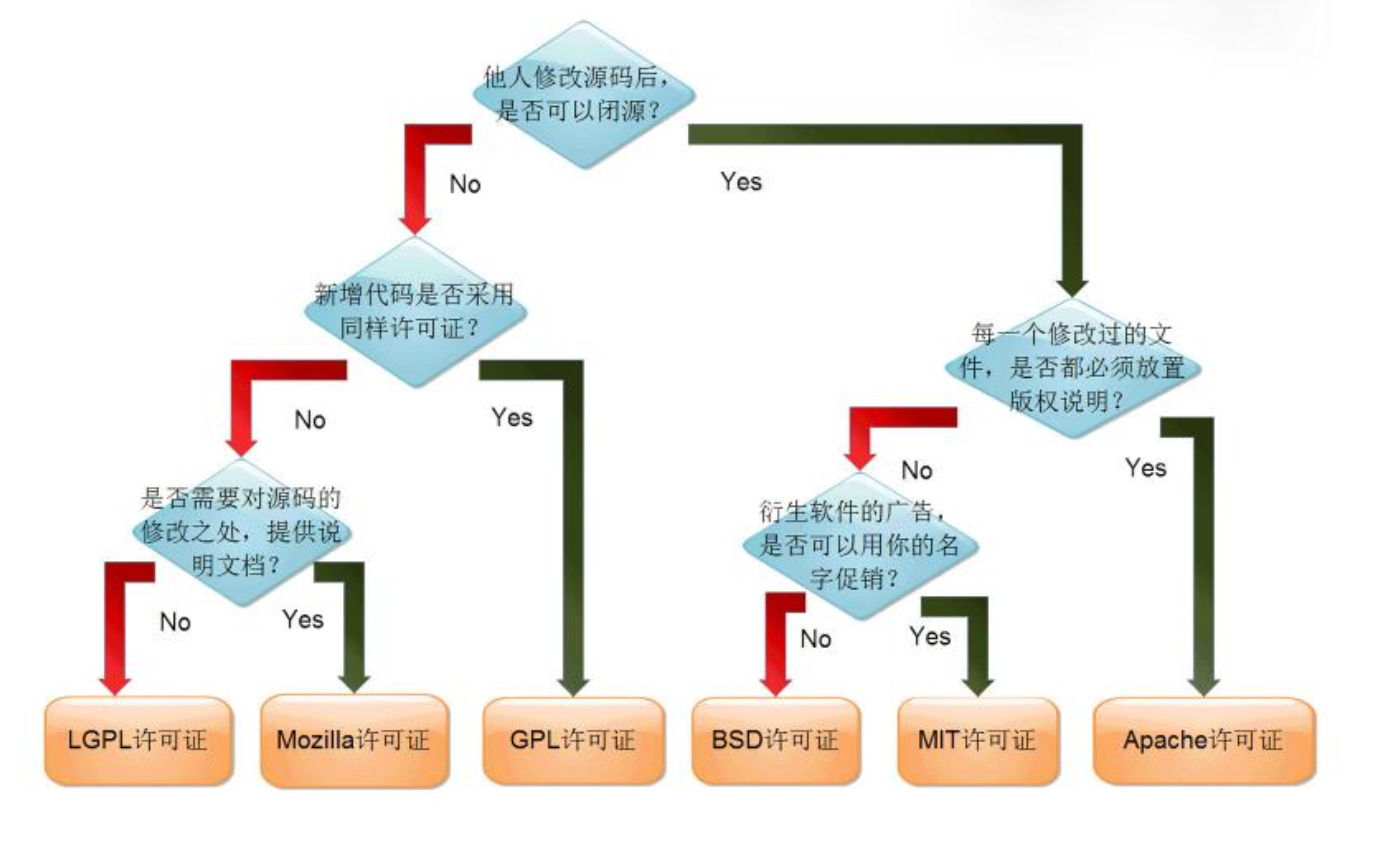 他人修改源码后，
是否可以闭源？
No
Yes
新增代码是否采用
同样许可证？
每一个修改过的文
件，是否都必须放置
版权说明？
No
Yes
No
Yes
是否需要对源码的
修改之处，提供说
明文档？
衍生软件的广告，
是否可以用你的名
字促销？
No
Yes
No
Yes
LGPL许可证
Mozilla许可证
GPL许可证
BSD许可证
MIT许可证
Apache许可证